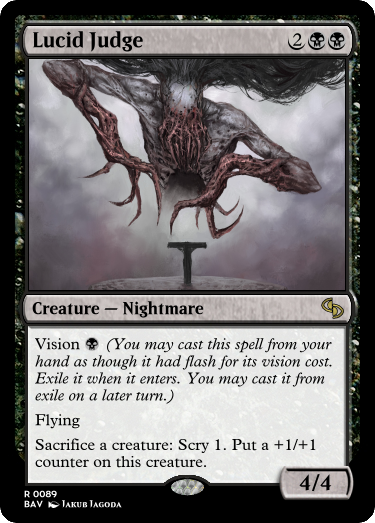 Lucid Judge 2
Creature — Nightmare
Vision (You may cast this spell from your
hand as though it had flash for its vision cost.
Exile it when it enters. You may cast it from
exile on a later turn.)
Flying
Sacrifice a creature: Scry 1. Put a +1/+1
counter on this creature.
4/4
R 0089
BAV Jakub Jagoda